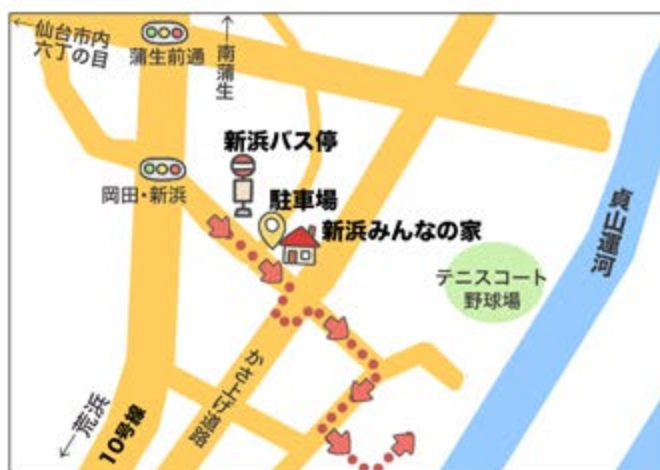 ←仙台市内
六丁の目
蒲生前通
↑南蒲生
新浜バス停
岡田・新浜
駐車場
新浜みんなの家
貞山運河
テニスコート
野球場
かさ上げ道路
←荒浜
10号線